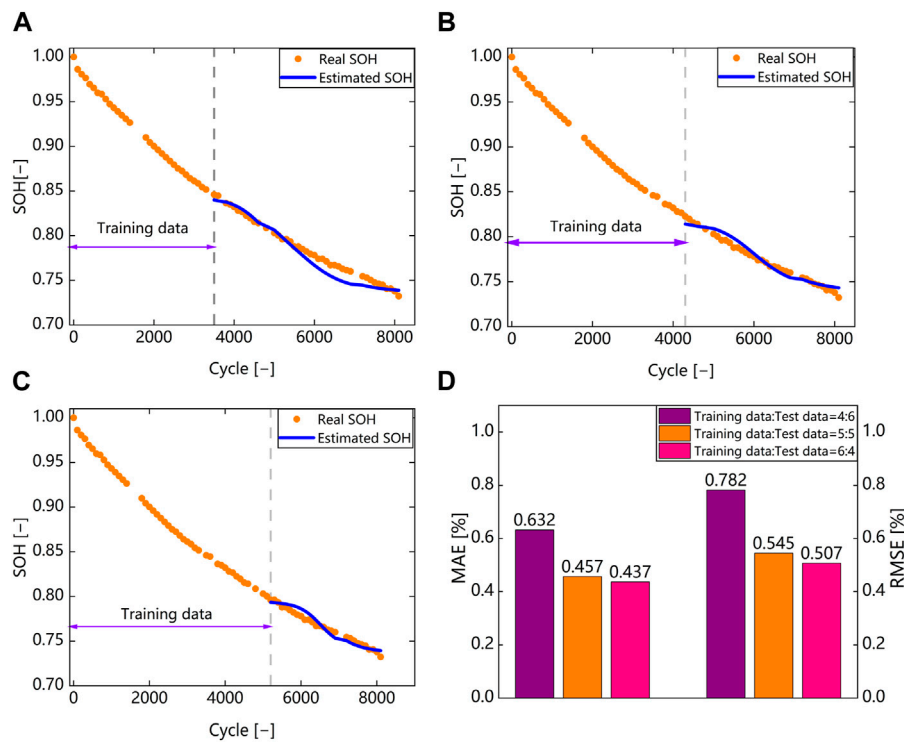 A
1.00
0.95
0.90
0.85
0.80
0.75
0.70
SOH[−]
Real SOH
Estimated SOH
Training data
0 2000 4000 6000 8000
Cycle [−]
B
1.00
0.95
0.90
0.85
0.80
0.75
0.70
SOH [−]
Real SOH
Estimated SOH
Training data
0 2000 4000 6000 8000
Cycle [−]
C
1.00
0.95
0.90
0.85
0.80
0.75
0.70
SOH [−]
Real SOH
Estimated SOH
Training data
0 2000 4000 6000 8000
Cycle [−]
D
1.0
0.8
0.6
0.4
0.2
0.0
MAE [%]
Training data:Test data=4:6
Training data:Test data=5:5
Training data:Test data=6:4
0.632
0.457
0.437
0.782
0.545
0.507
1.0
0.8
0.6
0.4
0.2
0.0
RMSE [%]